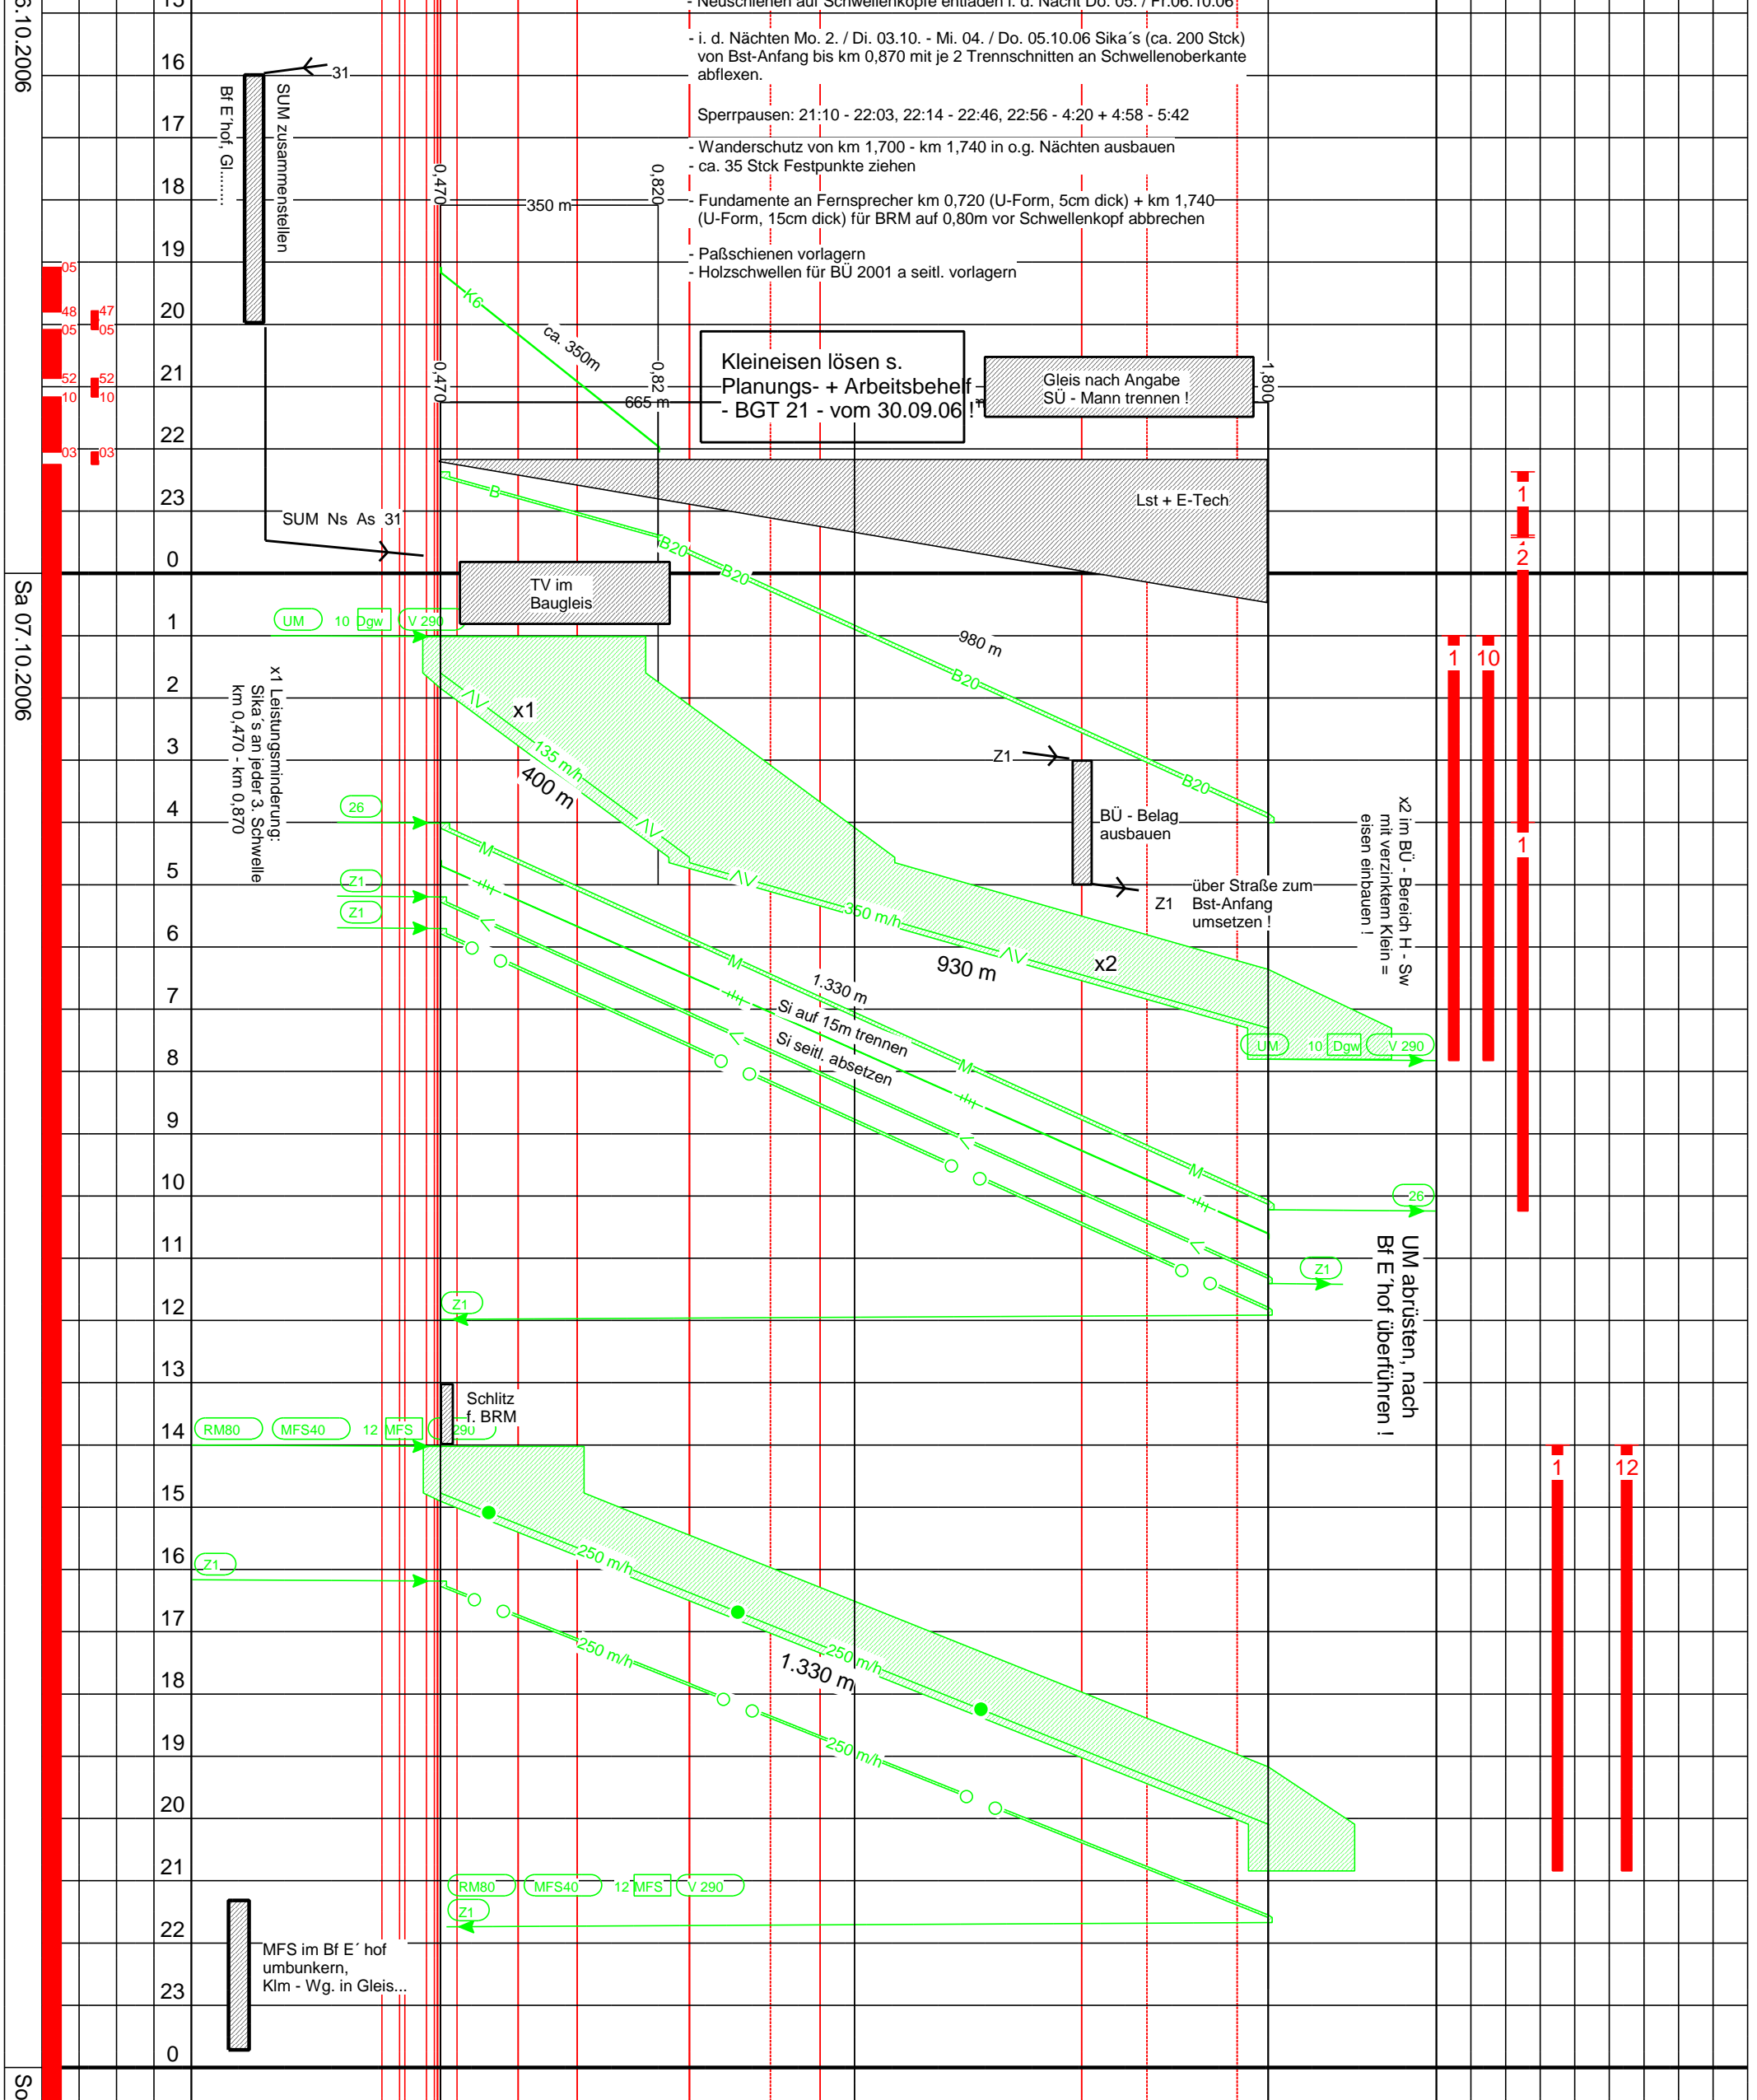 - Neuschienen auf Schwellenköpfe entladen i. d. Nacht Do. 05. / Fr.06.10.06
- i. d. Nächten Mo. 2. / Di. 03.10. - Mi. 04. / Do. 05.10.06 Sika´s (ca. 200 Stck)
von Bst-Anfang bis km 0,870 mit je 2 Trennschnitten an Schwellenoberkante
abflexen.
Sperrpausen: 21:10 - 22:03, 22:14 - 22:46, 22:56 - 4:20 + 4:58 - 5:42
- Wanderschutz von km 1,700 - km 1,740 in o.g. Nächten ausbauen
- ca. 35 Stck Festpunkte ziehen
- Fundamente an Fernsprecher km 0,720 (U-Form, 5cm dick) + km 1,740
(U-Form, 15cm dick) für BRM auf 0,80m vor Schwellenkopf abbrechen
- Paßschienen vorlagern
- Holzschwellen für BÜ 2001 a seitl. vorlagern
6.10.2006
15
16
17
18
19
20
21
22
23
0
31
SUM zusammenstellen
Bf E´hof, Gl........
0,470
0,820
350 m
05
48
47
05
05
52
52
10
10
03
03
K6
ca. 350m
0,470
0,82
665 m
1,800
Kleineisen lösen s.
Planungs- + Arbeitsbehelf
- BGT 21 - vom 30.09.06 !
Gleis nach Angabe
SÜ - Mann trennen !
Lst + E-Tech
SUM Ns As 31
B
B20
B20
B20
B20
980 m
1
2
1
TV im
Baugleis
Sa 07.10.2006
1
2
3
4
5
6
7
8
9
10
11
12
13
14
15
16
17
18
19
20
21
22
23
0
UM
10 Dgw
V 290
x1 Leistungsminderung:
Sika´s an jeder 3. Schwelle
km 0,470 - km 0,870
x1
135 m/h
400 m
1
10
Z1
BÜ - Belag
ausbauen
Z1
über Straße zum
Bst-Anfang
umsetzen !
x2 im BÜ - Bereich H - Sw
mit verzinktem Klein =
eisen einbauen !
26
M
Z1
Z1
350 m/h
930 m
x2
M
1.330 m
Si auf 15m trennen
Si seitl. absetzen
M
M
UM
10 Dgw
V 290
26
Z1
Z1
UM abrüsten, nach
Bf E´hof überführen !
Schlitz
f. BRM
RM80
MFS40
12 MFS
290
1
12
250 m/h
Z1
250 m/h
250 m/h
1.330 m
250 m/h
RM80
MFS40
12 MFS
V 290
Z1
MFS im Bf E´ hof
umbunkern,
Klm - Wg. in Gleis...
So